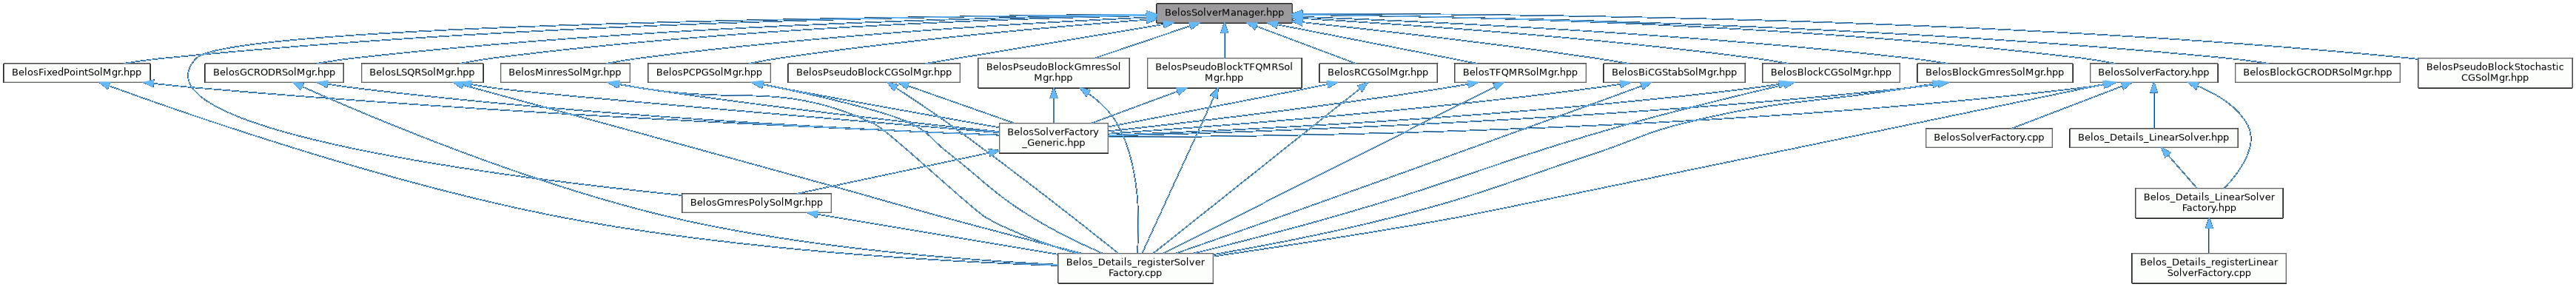 BelosSolverManager.hpp
BelosFixedPointSolMgr.hpp
BelosGCRODRSolMgr.hpp
BelosLSQRSolMgr.hpp
BelosMinresSolMgr.hpp
BelosPCPGSolMgr.hpp
BelosPseudoBlockCGSolMgr.hpp
BelosPseudoBlockGmresSol
Mgr.hpp
BelosPseudoBlockTFQMRSol
Mgr.hpp
BelosRCGSolMgr.hpp
BelosTFQMRSolMgr.hpp
BelosBiCGStabSolMgr.hpp
BelosBlockCGSolMgr.hpp
BelosBlockGmresSolMgr.hpp
BelosSolverFactory.hpp
BelosBlockGCRODRSolMgr.hpp
BelosPseudoBlockStochastic
CGSolMgr.hpp
BelosSolverFactory
_Generic.hpp
BelosSolverFactory.cpp
Belos_Details_LinearSolver.hpp
BelosGmresPolySolMgr.hpp
Belos_Details_LinearSolver
Factory.hpp
Belos_Details_registerSolver
Factory.cpp
Belos_Details_registerLinear
SolverFactory.cpp